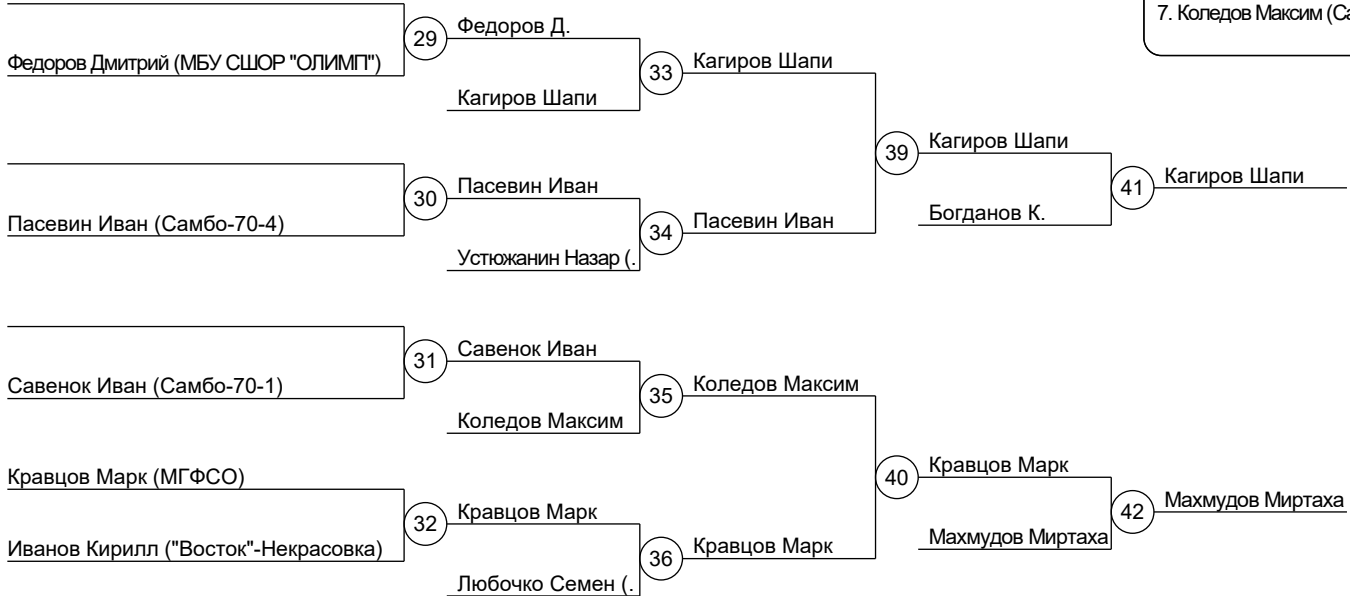 7. Коледов Максим (Са
29
Федоров Д.
Федоров Дмитрий (МБУ СШОР "ОЛИМП")
33
Кагиров Шапи
Кагиров Шапи
39
Кагиров Шапи
41
Кагиров Шапи
30
Пасевин Иван
Пасевин Иван (Самбо-70-4)
34
Пасевин Иван
Богданов К.
Устюжанин Назар (.
31
Савенок Иван
Савенок Иван (Самбо-70-1)
35
Коледов Максим
Коледов Максим
Кравцов Марк (МГФСО)
40
Кравцов Марк
32
Кравцов Марк
42
Махмудов Миртаха
Иванов Кирилл ("Восток"-Некрасовка)
36
Кравцов Марк
Махмудов Миртаха
Любочко Семен (.